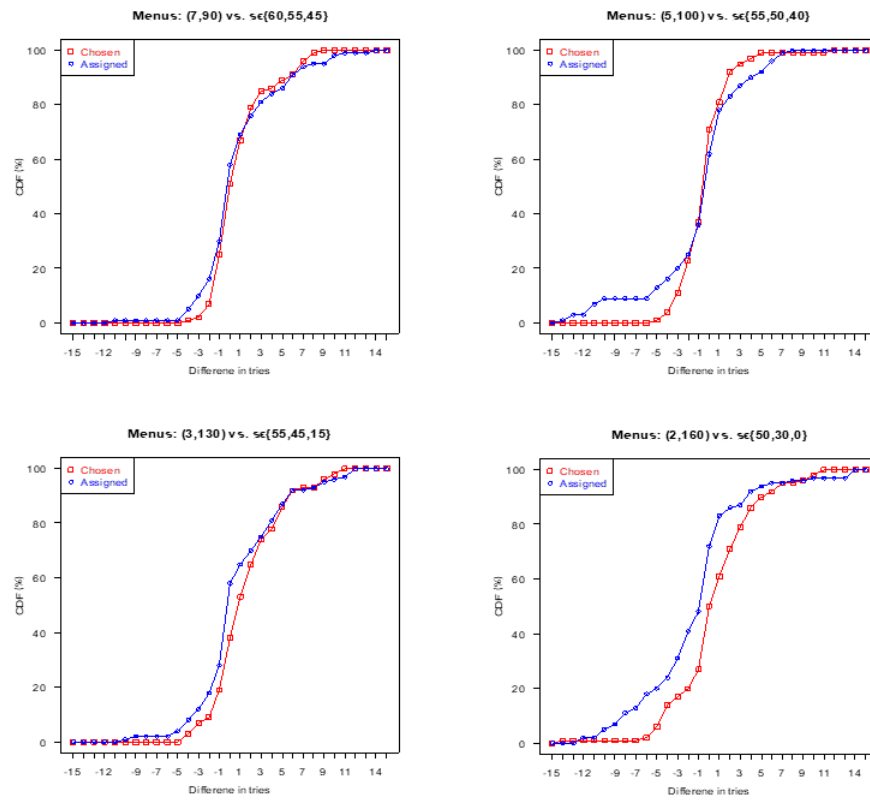 Menus: (7,90) vs. sϵ{60,55,45}
Chosen
Assigned
CDF (%)
100
80
60
40
20
0
-15 -12 -9 -7 -5 -3 -1 1 3 5 7 9 11 14
Differene in tries
Menus: (5,100) vs. sϵ{55,50,40}
Chosen
Assigned
CDF (%)
100
80
60
40
20
0
-15 -12 -9 -7 -5 -3 -1 1 3 5 7 9 11 14
Differene in tries
Menus: (3,130) vs. sϵ{55,45,15}
Chosen
Assigned
CDF (%)
100
80
60
40
20
0
-15 -12 -9 -7 -5 -3 -1 1 3 5 7 9 11 14
Differene in tries
Menus: (2,160) vs. sϵ{50,30,0}
Chosen
Assigned
CDF (%)
100
80
60
40
20
0
-15 -12 -9 -7 -5 -3 -1 1 3 5 7 9 11 14
Differene in tries